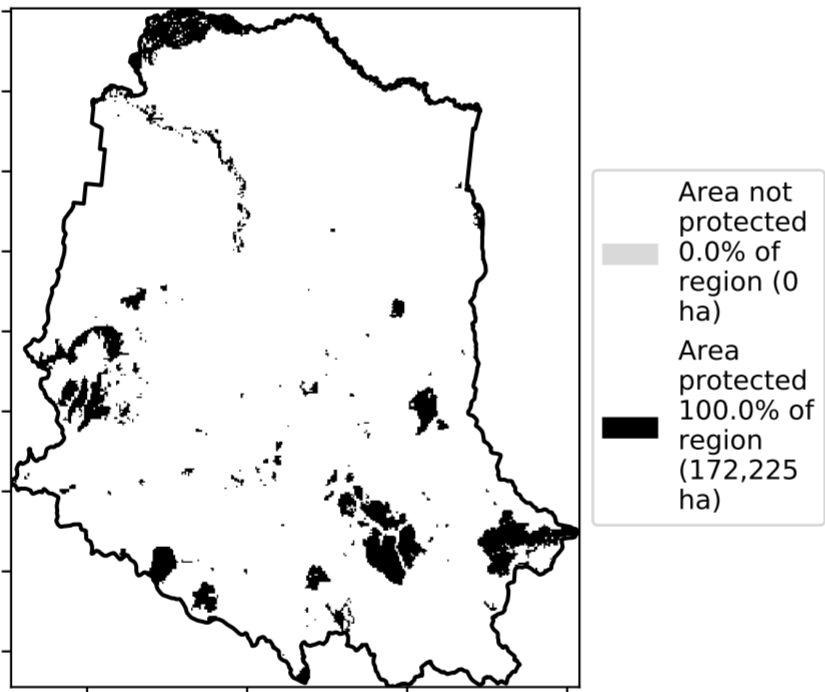 Area not
protected
0.0% of
region (0
ha)
Area
protected
100.0% of
region
(172,225
ha)